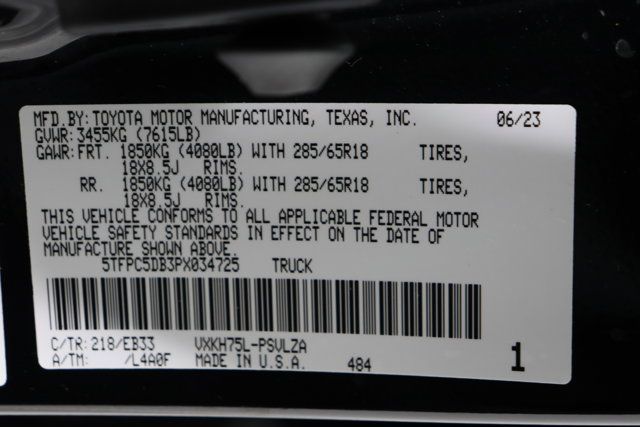 MFD.BY: TOYOTA MOTOR MANUFACTURING, TEXAS, INC. 06/23
GVWR: 3455KG (7615LB)
GAWR: FRT. 1850KG (4080LB) WITH 285/65R18 TIRES,
18X8.5J RIMS.
RR. 1850KG (4080LB) WITH 285/65R18 TIRES,
18X8.5J RIMS.
THIS VEHICLE CONFORMS TO ALL APPLICABLE FEDERAL MOTOR
VEHICLE SAFETY STANDARDS IN EFFECT ON THE DATE OF
MANUFACTURE SHOWN ABOVE.
5TFPC5DB3PX034725 TRUCK
C/TR: 218/EB33 VXKH75L-PSVLZA
A/TM: /L4A0F MADE IN U.S.A. 484 1